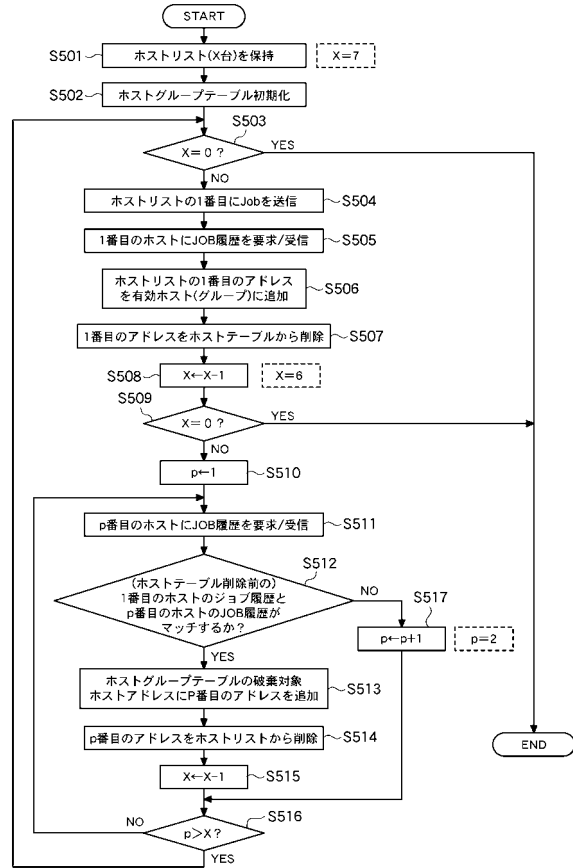 START
S501
ホストリスト(X台)を保持
X=7
S502
ホストグループテーブル初期化
S503
X=0?
YES
NO
ホストリストの1番目にJobを送信
S504
1番目のホストにJOB履歴を要求/受信
S505
ホストリストの1番目のアドレス
を有効ホスト(グループ)に追加
S506
1番目のアドレスをホストテーブルから削除
S507
S508
X←X-1
X=6
S509
X=0?
YES
NO
p←1
S510
p番目のホストにJOB履歴を要求/受信
S511
S512
(ホストテーブル削除前の)
1番目のホストのジョブ履歴と
p番目のホストのJOB履歴が
マッチするか?
NO
S517
p←p+1
p=2
YES
ホストグループテーブルの破棄対象
ホストアドレスにP番目のアドレスを追加
S513
p番目のアドレスをホストリストから削除
S514
END
X←X-1
S515
S516
NO
p>X?
YES